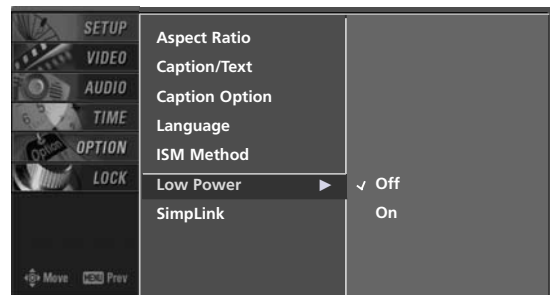 SETUP
VIDEO
AUDIO
TIME
OPTION
LOCK
Move MENU Prev
Aspect Ratio
Caption/Text
Caption Option
Language
ISM Method
Low Power ▶
SimpLink
✓ Off
On